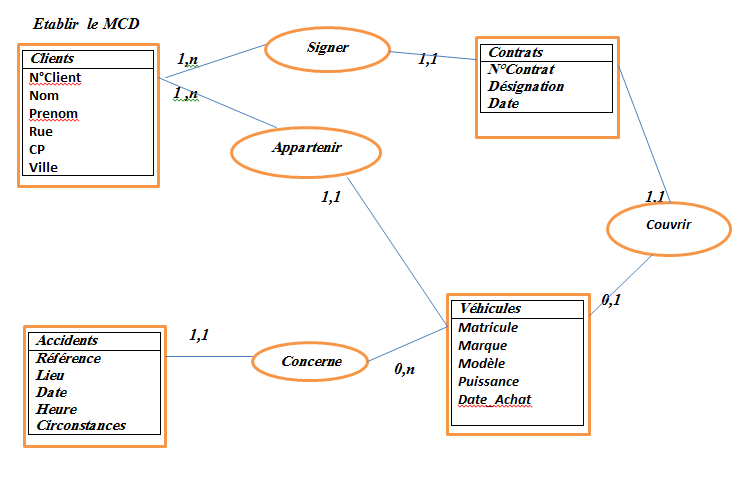 Etablir le MCD
Signer
1,n
1,1
Clients
N°Client
Nom
Prenom
Rue
CP
Ville
Contrats
N°Contrat
Désignation
Date
1,n
Appartenir
1,1
1.1
Couvrir
0,1
Véhicules
Matricule
Marque
Modèle
Puissance
Date_Achat
Accidents
Référence
Lieu
Date
Heure
Circonstances
1,1
Concerne
0,n